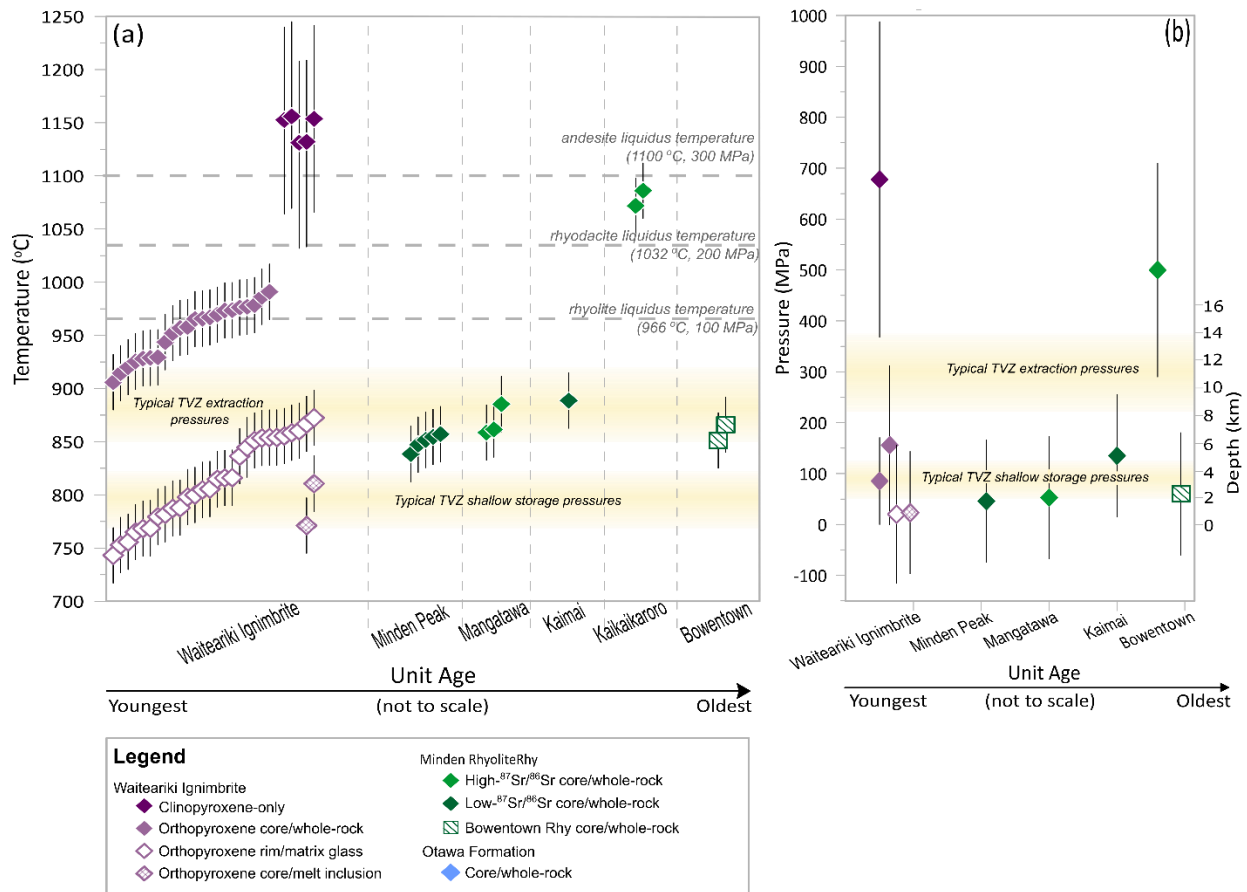 (a)
1250
1200
1150
1100
1050
1000
950
900
850
800
750
700
Temperature (ºC)
andesite liquidus temperature
(1100 ºC, 300 MPa)
rhyodacite liquidus temperature
(1032 ºC, 200 MPa)
rhyolite liquidus temperature
(966 ºC, 100 MPa)
Typical TVZ extraction
pressures
Typical TVZ shallow storage pressures
Waiteariki Ignimbrite
Minden Peak
Mangatawa
Kaimai
Kaikaikaroro
Bowentown
Unit Age
Youngest
(not to scale)
Oldest
(b)
1000
900
800
700
600
500
400
300
200
100
0
-100
Pressure (MPa)
16
14
12
10
8
6
4
2
0
Depth (km)
Typical TVZ extraction pressures
Typical TVZ shallow storage pressures
Waiteariki Ignimbrite
Minden Peak
Mangatawa
Kaimai
Bowentown
Unit Age
Youngest
(not to scale)
Oldest
Legend
Waiteariki Ignimbrite
Clinopyroxene-only
Orthopyroxene core/whole-rock
Orthopyroxene rim/matrix glass
Orthopyroxene core/melt inclusion
Minden RhyoliteRhy
High-⁸⁷Sr/⁸⁶Sr core/whole-rock
Low-⁸⁷Sr/⁸⁶Sr core/whole-rock
Bowentown Rhy core/whole-rock
Otawa Formation
Core/whole-rock